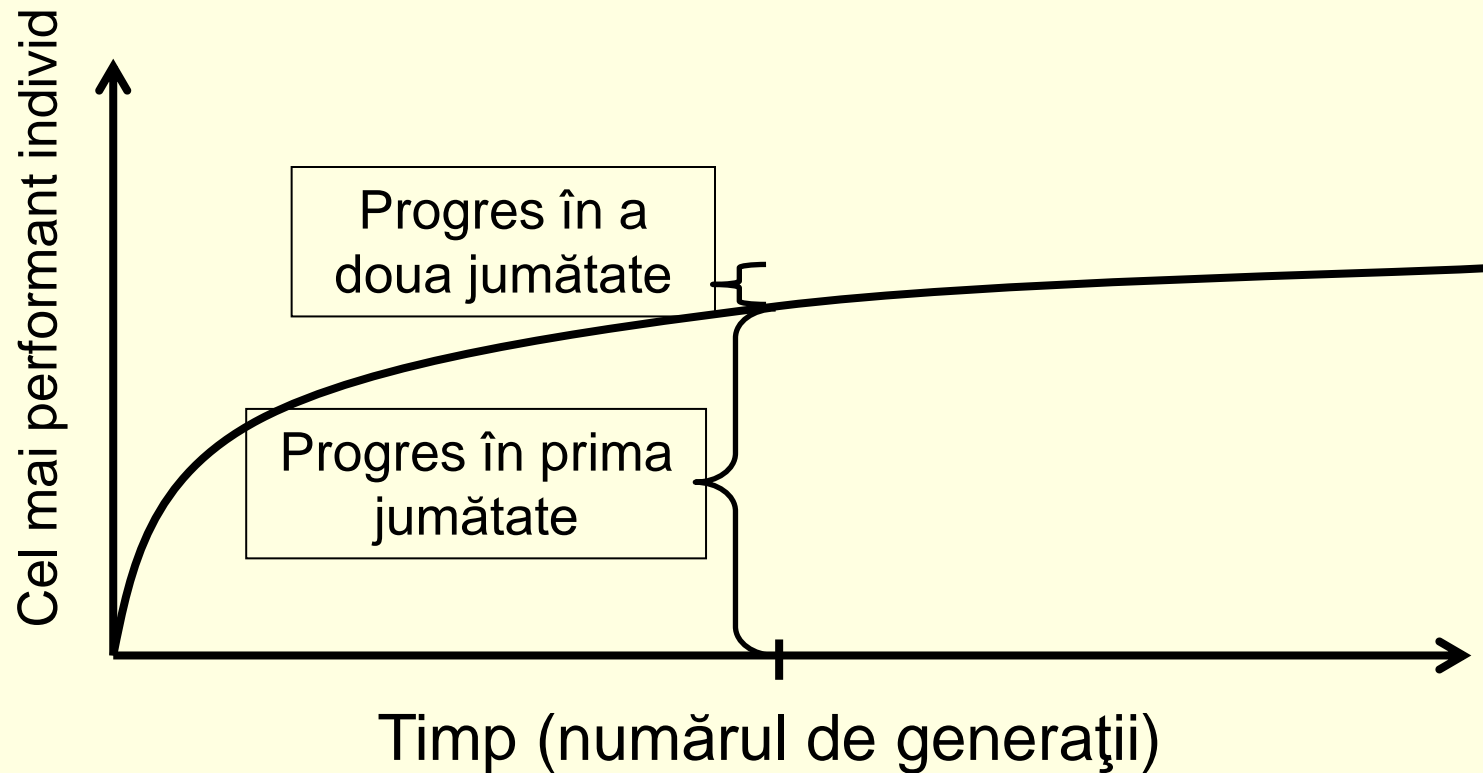 Cel mai performant individ
Progres în a
doua jumătate
Progres în prima
jumătate
Timp (numărul de generaţii)